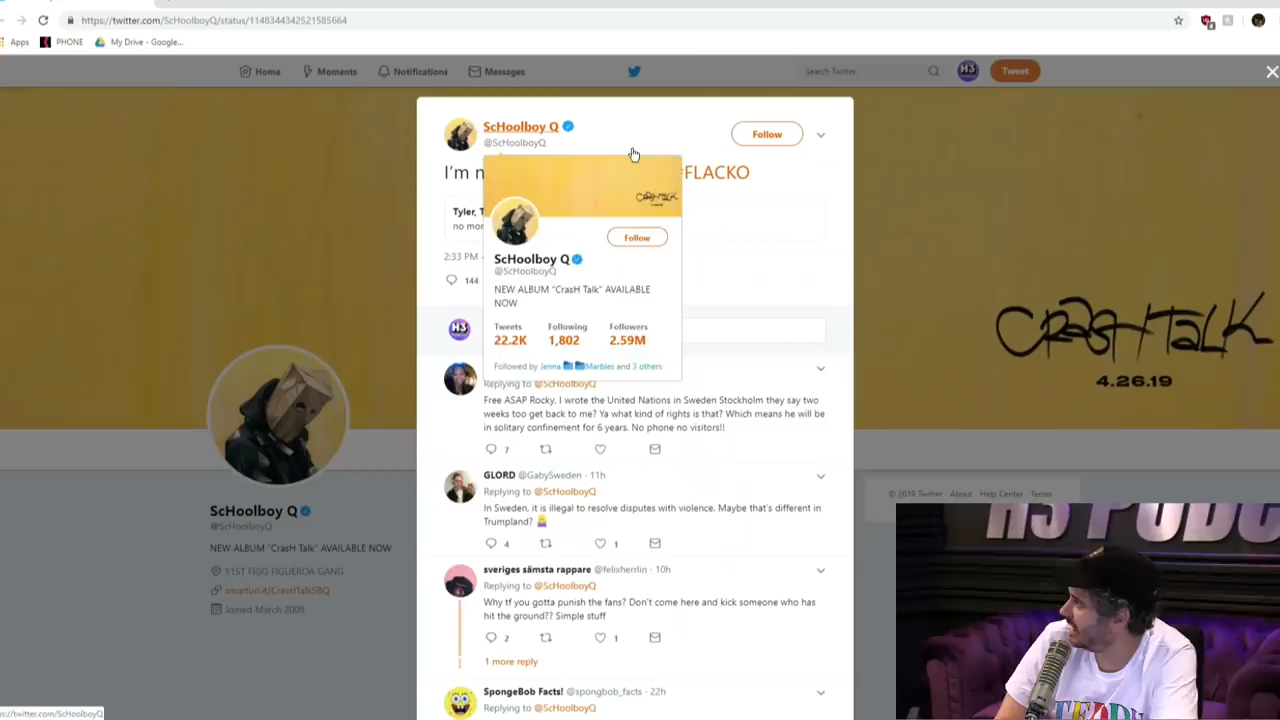 https://twitter.com/ScHoolboyQ/status/1148344342521585664
Apps PHONE My Drive - Google...
Home Moments Notifications Messages Search Twitter Tweet
ScHoolboy Q
@ScHoolboyQ
Follow
I'm n
FLACKO
Tyler, T
no mor
2:33 PM
144
CrasH TaLK
Follow
ScHoolboy Q
@ScHoolboyQ
NEW ALBUM "CrasH Talk" AVAILABLE
NOW
Tweets Following Followers
22.2K 1,802 2.59M
Followed by Jenna Marbles and 3 others
H3
CrasH TaLK
4.26.19
Replying to @ScHoolboyQ
Free ASAP Rocky. I wrote the United Nations in Sweden Stockholm they say two
weeks too get back to me? Ya what kind of rights is that? Which means he will be
in solitary confinement for 6 years. No phone no visitors!!
7
GLORD @GabySweden · 11h
Replying to @ScHoolboyQ
In Sweden, it is illegal to resolve disputes with violence. Maybe that's different in
Trumpland?
4 1
sveriges sämsta rappare @felixherrlin · 10h
Replying to @ScHoolboyQ
Why tf you gotta punish the fans? Don't come here and kick someone who has
hit the ground?? Simple stuff
2 1
1 more reply
SpongeBob Facts! @spongbob_facts · 22h
Replying to @ScHoolboyQ
ScHoolboy Q
@ScHoolboyQ
NEW ALBUM "CrasH Talk" AVAILABLE NOW
51ST FIGG FIGUEROA GANG
smarturl.it/CrasHTalkSBQ
Joined March 2009
© 2019 Twitter About Help Center Terms
H3 PODC
s://twitter.com/ScHoolboyQ